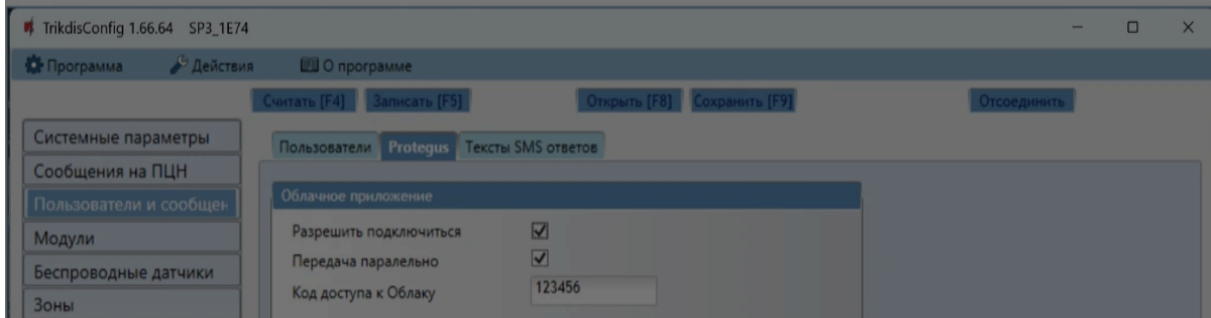 TrikdisConfig 1.66.64 SP3_1E74
Программа Действия О программе
Считать [F4] Записать [F5] Открыть [F8] Сохранить [F9] Отсоединить
Системные параметры
Сообщения на ПЦН
Пользователи и сообщен
Модули
Беспроводные датчики
Зоны
Пользователи Protegus Тексты SMS ответов
Облачное приложение
Разрешить подключиться
Передача паралельно
Код доступа к Облаку 123456